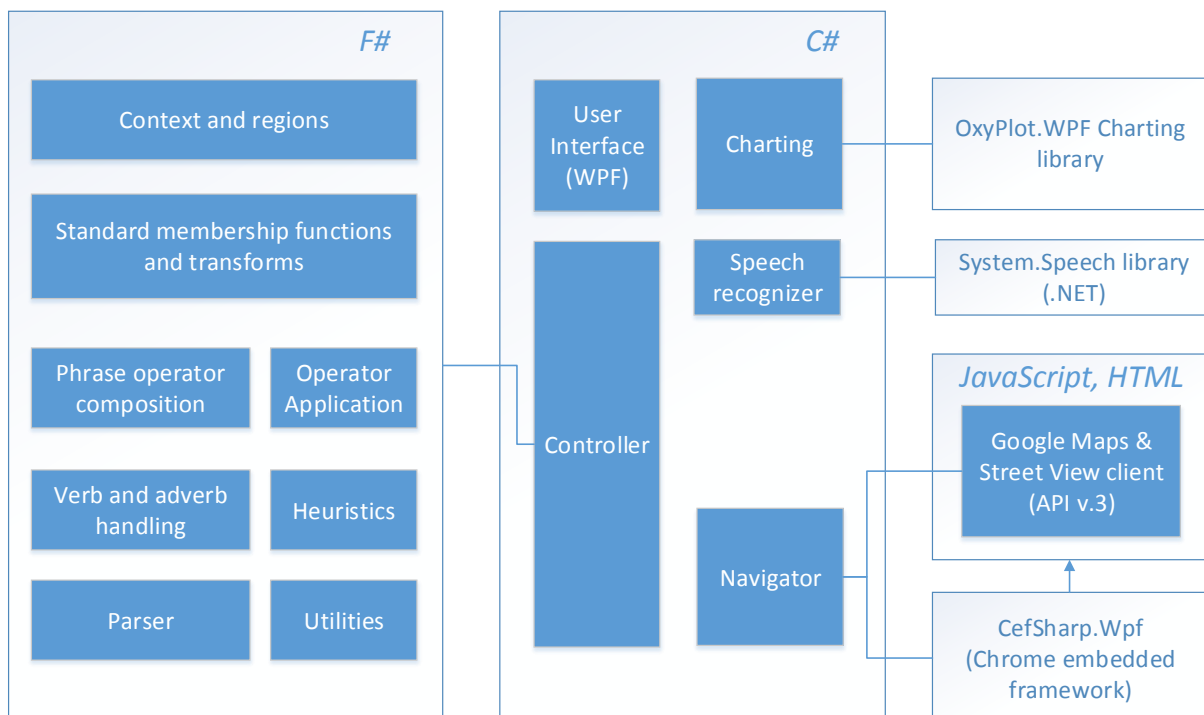 F#
Context and regions
Standard membership functions
and transforms
Phrase operator
composition
Operator
Application
Verb and adverb
handling
Heuristics
Parser
Utilities
C#
User
Interface
(WPF)
Charting
Speech
recognizer
Controller
Navigator
OxyPlot.WPF Charting
library
System.Speech library
(.NET)
JavaScript, HTML
Google Maps &
Street View client
(API v.3)
CefSharp.Wpf
(Chrome embedded
framework)